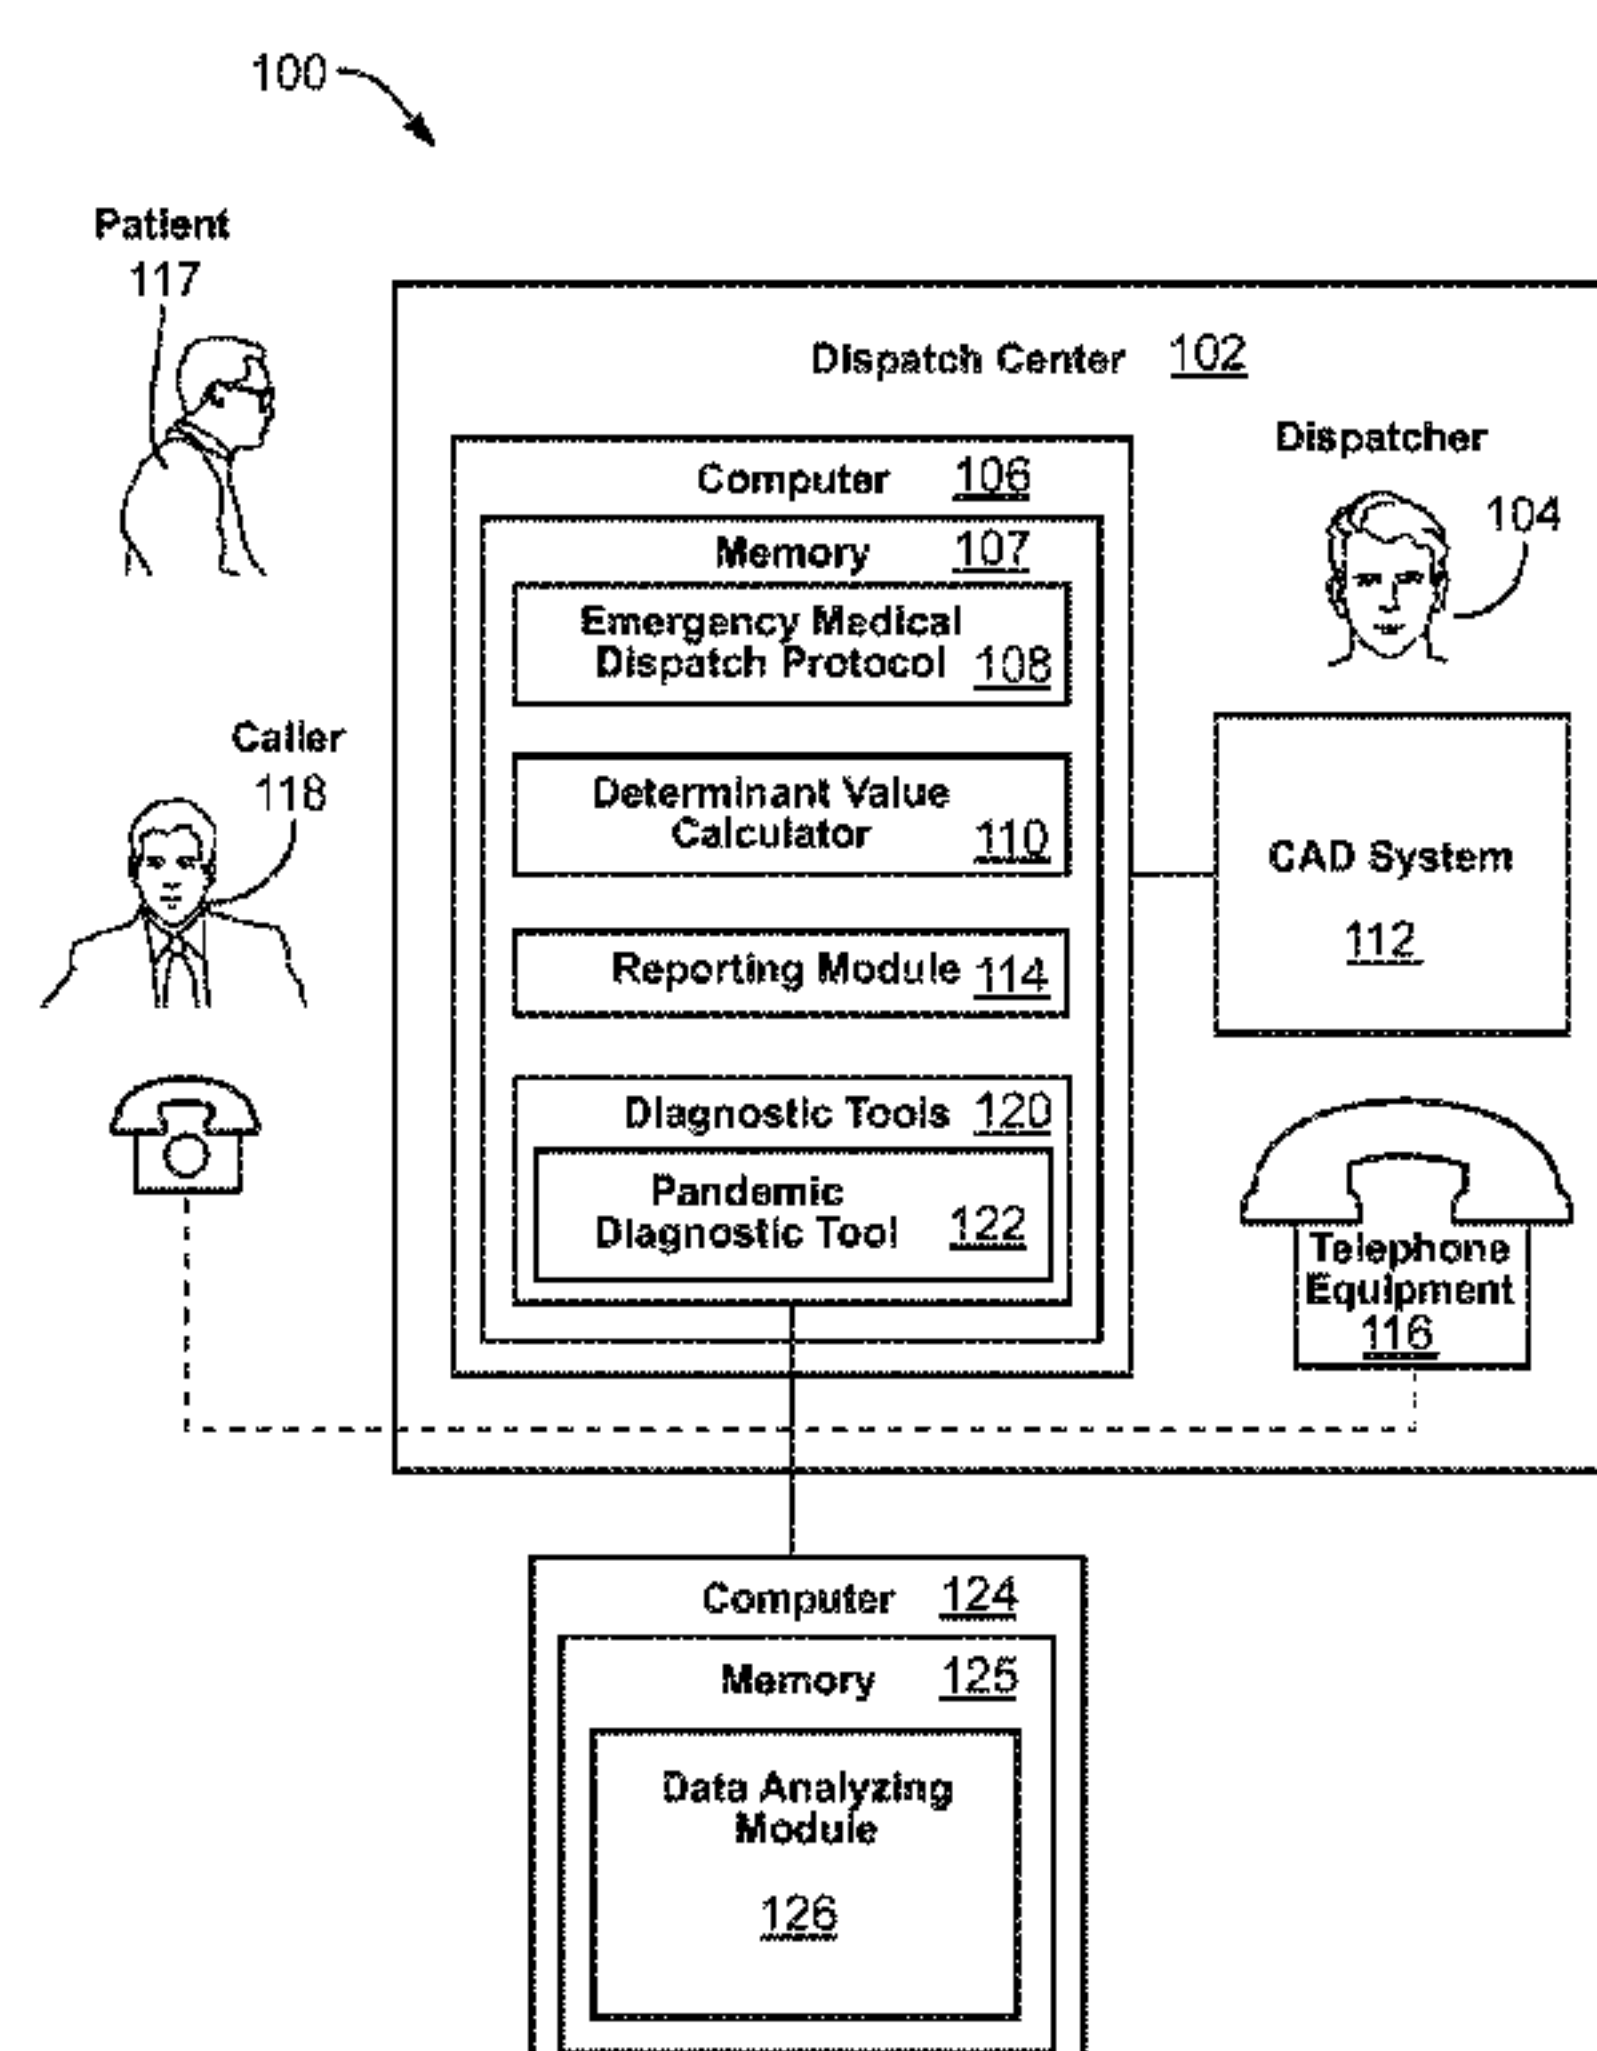 100
Patient
117
Dispatch Center 102
Dispatcher
104
Computer 106
Memory 107
Emergency Medical
Dispatch Protocol 108
Caller
118
Determinant Value
Calculator 110
CAD System
112
Reporting Module 114
Diagnostic Tools 120
Pandemic
Diagnostic Tool 122
Telephone
Equipment
116
Computer 124
Memory 125
Data Analyzing
Module
126